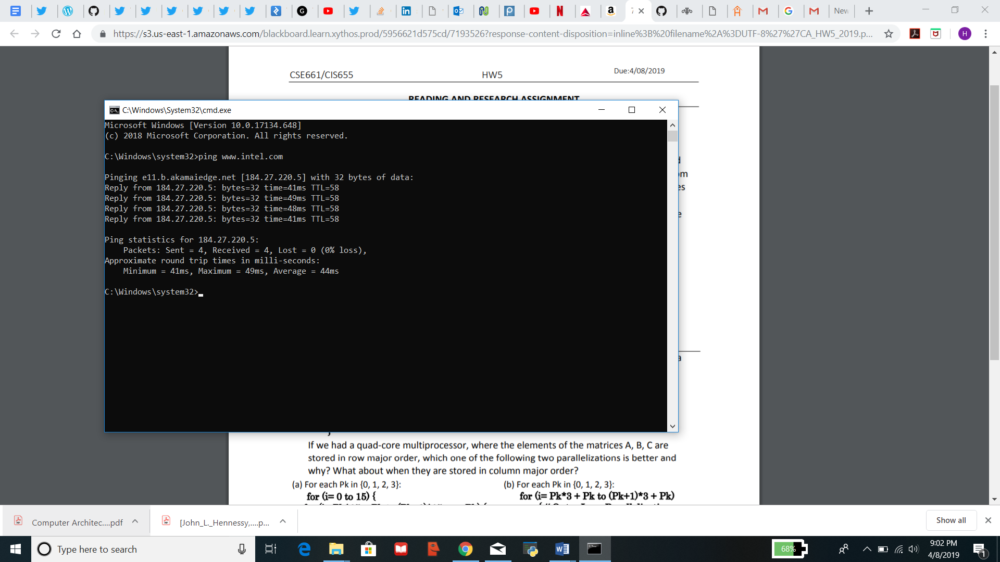 New
https://s3.us-east-1.amazonaws.com/blackboard.learn.xythos.prod/5956621d575cd/7193526?response-content-disposition=inline%3B%20filename%2A%3DUTF-8%27%27CA_HW5_2019.p...
H
CSE661/CIS655 HW5 Due:4/08/2019
READING AND RESEARCH ASSIGNMENT
C:\Windows\System32\cmd.exe
Microsoft Windows [Version 10.0.17134.648]
(c) 2018 Microsoft Corporation. All rights reserved.
C:\Windows\system32>ping www.intel.com
Pinging e11.b.akamaiedge.net [184.27.220.5] with 32 bytes of data:
Reply from 184.27.220.5: bytes=32 time=41ms TTL=58
Reply from 184.27.220.5: bytes=32 time=49ms TTL=58
Reply from 184.27.220.5: bytes=32 time=48ms TTL=58
Reply from 184.27.220.5: bytes=32 time=41ms TTL=58
Ping statistics for 184.27.220.5:
Packets: Sent = 4, Received = 4, Lost = 0 (0% loss),
Approximate round trip times in milli-seconds:
Minimum = 41ms, Maximum = 49ms, Average = 44ms
C:\Windows\system32>
If we had a quad-core multiprocessor, where the elements of the matrices A, B, C are
stored in row major order, which one of the following two parallelizations is better and
why? What about when they are stored in column major order?
(a) For each Pk in {0, 1, 2, 3}: (b) For each Pk in {0, 1, 2, 3}:
for (i= 0 to 15) { for (i= Pk*3 + Pk to (Pk+1)*3 + Pk)
Computer Architec....pdf [John_L._Hennessy,....p... Show all
Type here to search 68% 9:02 PM
4/8/2019 1